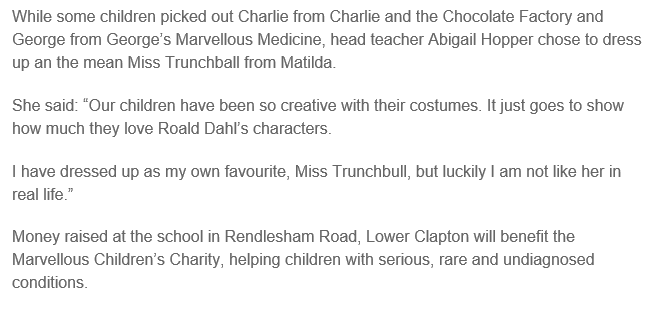 While some children picked out Charlie from Charlie and the Chocolate Factory and
George from George’s Marvellous Medicine, head teacher Abigail Hopper chose to dress
up an the mean Miss Trunchball from Matilda.
She said: “Our children have been so creative with their costumes. It just goes to show
how much they love Roald Dahl’s characters.
I have dressed up as my own favourite, Miss Trunchbull, but luckily I am not like her in
real life.”
Money raised at the school in Rendlesham Road, Lower Clapton will benefit the
Marvellous Children’s Charity, helping children with serious, rare and undiagnosed
conditions.